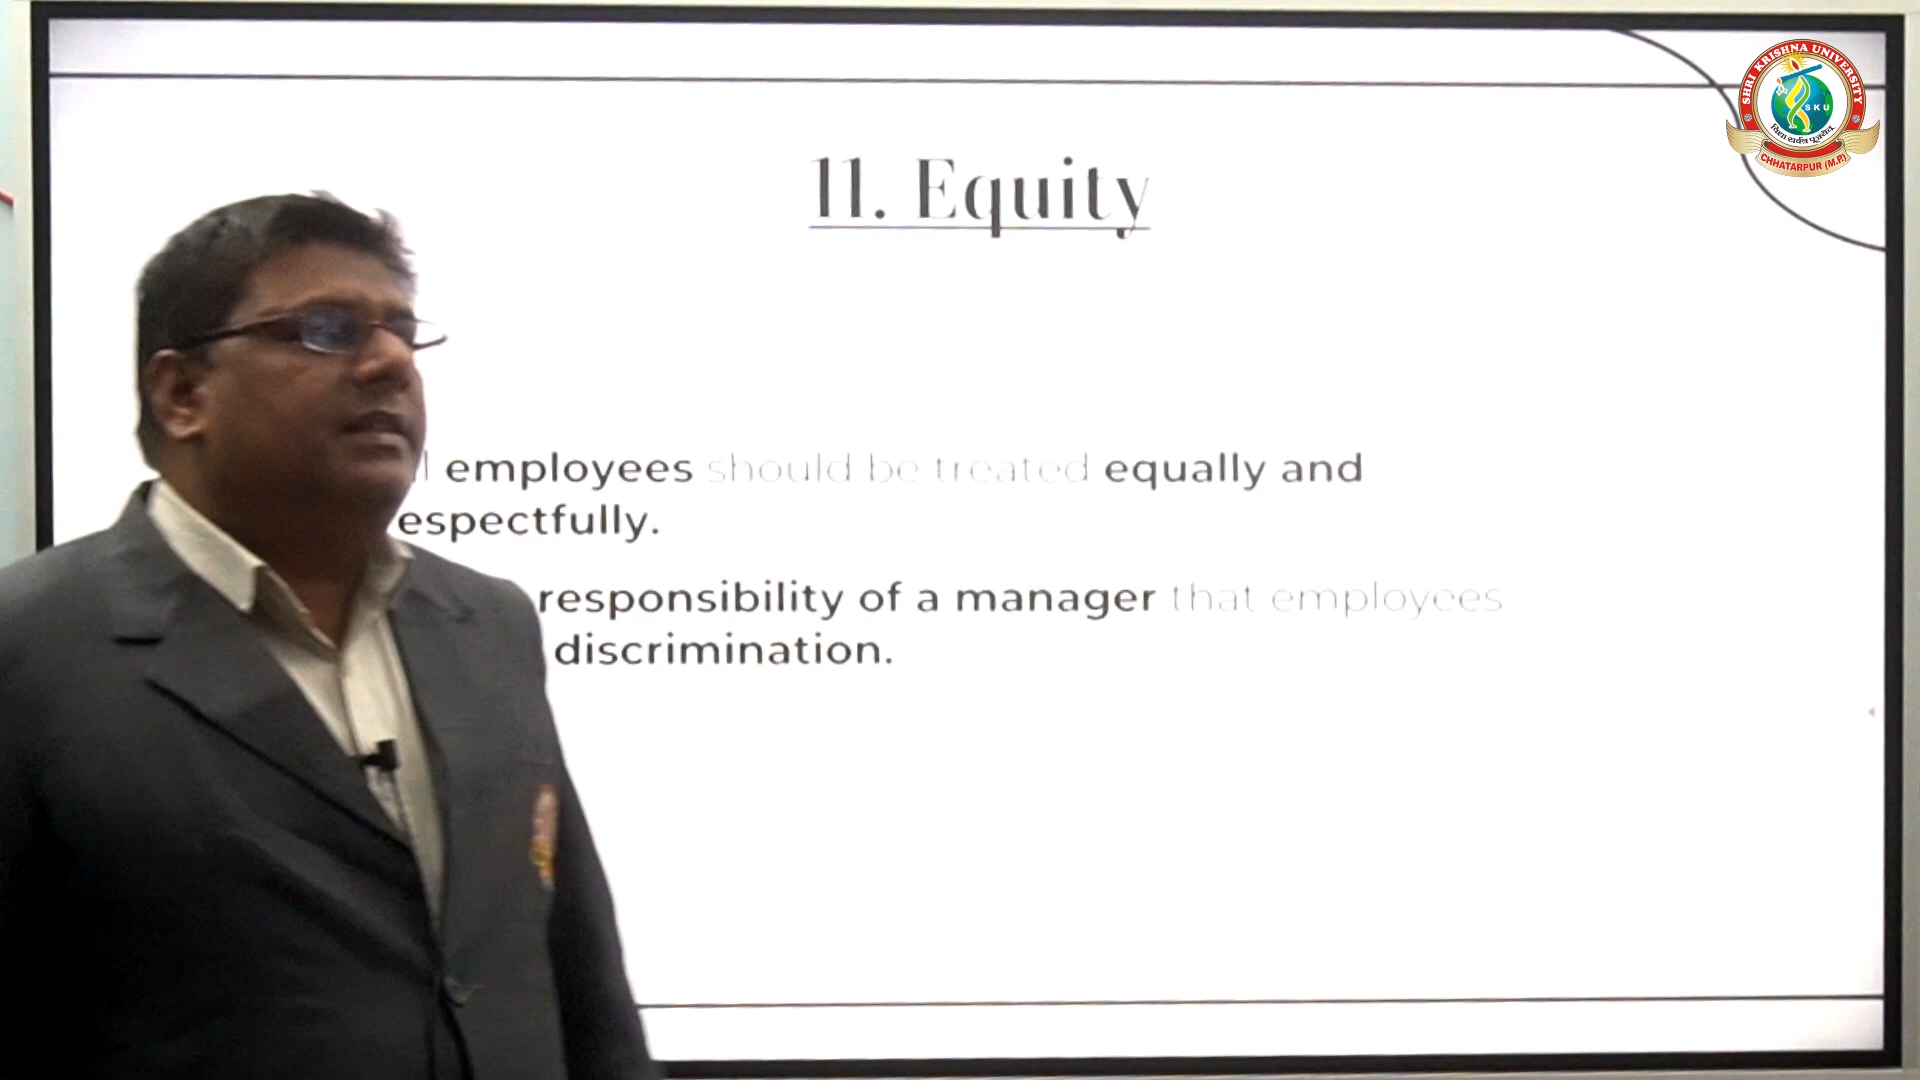 SHRI KRISHNA UNIVERSITY
SKU
CHHATARPUR (M.P.)
11. Equity
employees should be treated equally and
espectfully.
responsibility of a manager that employees
discrimination.